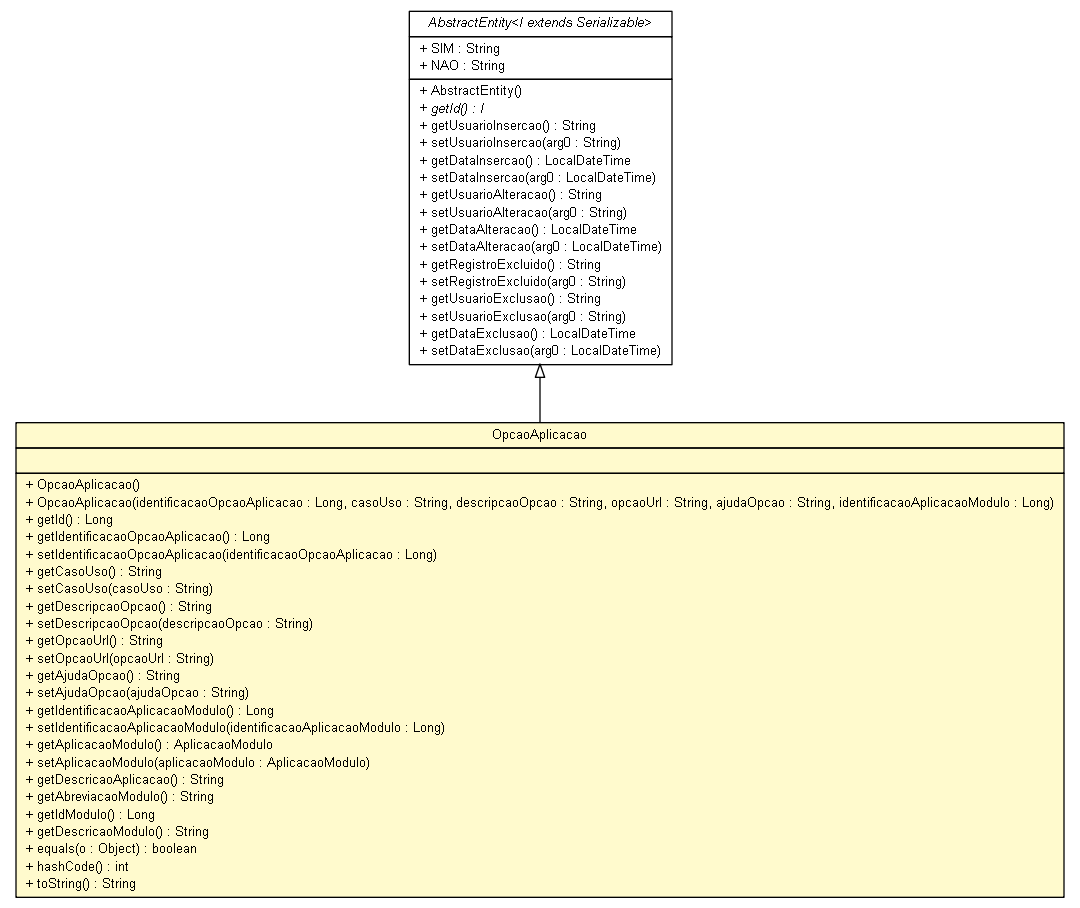 AbstractEntity<I extends Serializable>
+ SIM : String
+ NAO : String
+ AbstractEntity()
+ getId() : I
+ getUsuarioInsercao() : String
+ setUsuarioInsercao(arg0 : String)
+ getDataInsercao() : LocalDateTime
+ setDataInsercao(arg0 : LocalDateTime)
+ getUsuarioAlteracao() : String
+ setUsuarioAlteracao(arg0 : String)
+ getDataAlteracao() : LocalDateTime
+ setDataAlteracao(arg0 : LocalDateTime)
+ getRegistroExcluido() : String
+ setRegistroExcluido(arg0 : String)
+ getUsuarioExclusao() : String
+ setUsuarioExclusao(arg0 : String)
+ getDataExclusao() : LocalDateTime
+ setDataExclusao(arg0 : LocalDateTime)
OpcaoAplicacao
+ OpcaoAplicacao()
+ OpcaoAplicacao(identificacaoOpcaoAplicacao : Long, casoUso : String, descripcaoOpcao : String, opcaoUrl : String, ajudaOpcao : String, identificacaoAplicacaoModulo : Long)
+ getId() : Long
+ getIdentificacaoOpcaoAplicacao() : Long
+ setIdentificacaoOpcaoAplicacao(identificacaoOpcaoAplicacao : Long)
+ getCasoUso() : String
+ setCasoUso(casoUso : String)
+ getDescripcaoOpcao() : String
+ setDescripcaoOpcao(descripcaoOpcao : String)
+ getOpcaoUrl() : String
+ setOpcaoUrl(opcaoUrl : String)
+ getAjudaOpcao() : String
+ setAjudaOpcao(ajudaOpcao : String)
+ getIdentificacaoAplicacaoModulo() : Long
+ setIdentificacaoAplicacaoModulo(identificacaoAplicacaoModulo : Long)
+ getAplicacaoModulo() : AplicacaoModulo
+ setAplicacaoModulo(aplicacaoModulo : AplicacaoModulo)
+ getDescricaoAplicacao() : String
+ getAbreviacaoModulo() : String
+ getIdModulo() : Long
+ getDescricaoModulo() : String
+ equals(o : Object) : boolean
+ hashCode() : int
+ toString() : String